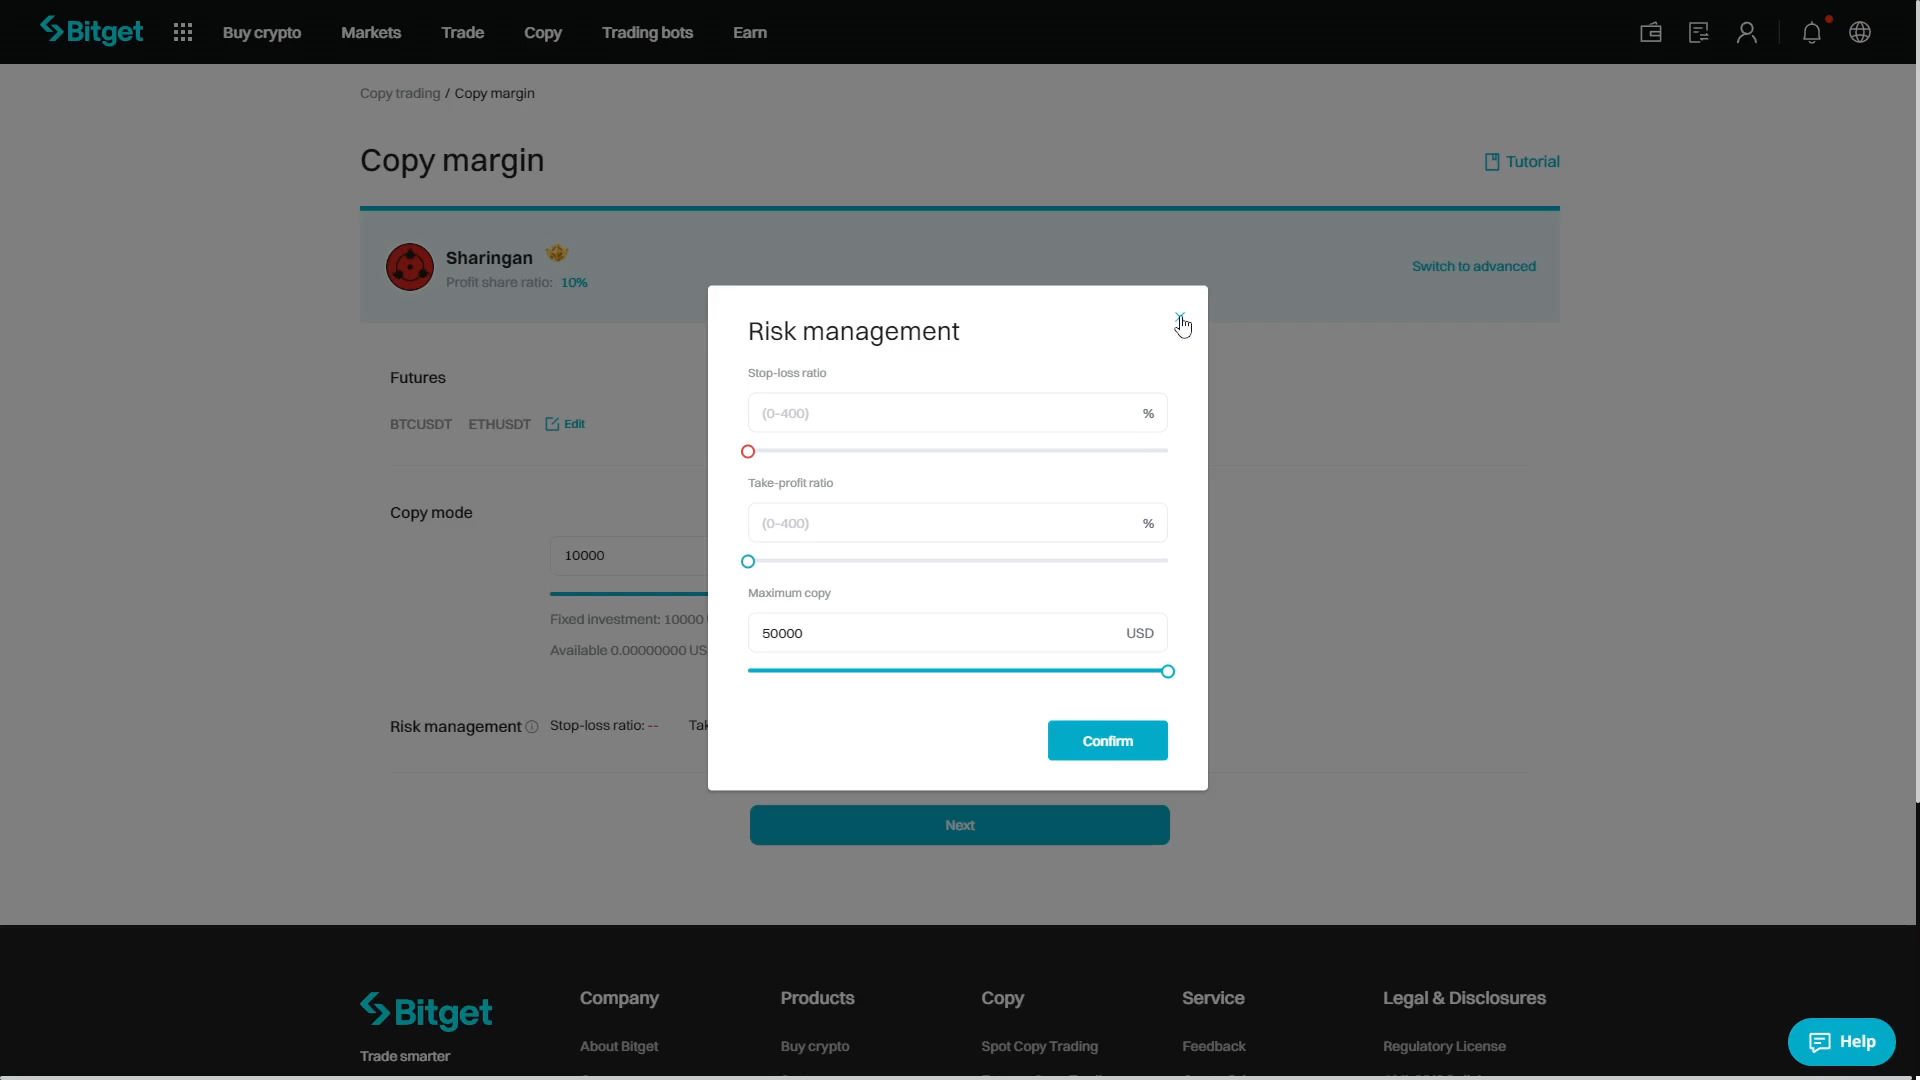 Bitget
Buy crypto
Markets
Trade
Copy
Trading bots
Earn
Copy trading / Copy margin
Copy margin
Tutorial
Sharingan
Profit share ratio: 10%
Switch to advanced
Futures
BTCUSDT ETHUSDT Edit
Copy mode
10000
Fixed investment: 10000
Available 0.00000000 US
Risk management Stop-loss ratio: -- Tak
Risk management
Stop-loss ratio
(0-400) %
Take-profit ratio
(0-400) %
Maximum copy
50000 USD
Confirm
Next
Bitget
Trade smarter
Company
About Bitget
Products
Buy crypto
Copy
Spot Copy Trading
Service
Feedback
Legal & Disclosures
Regulatory License
Help